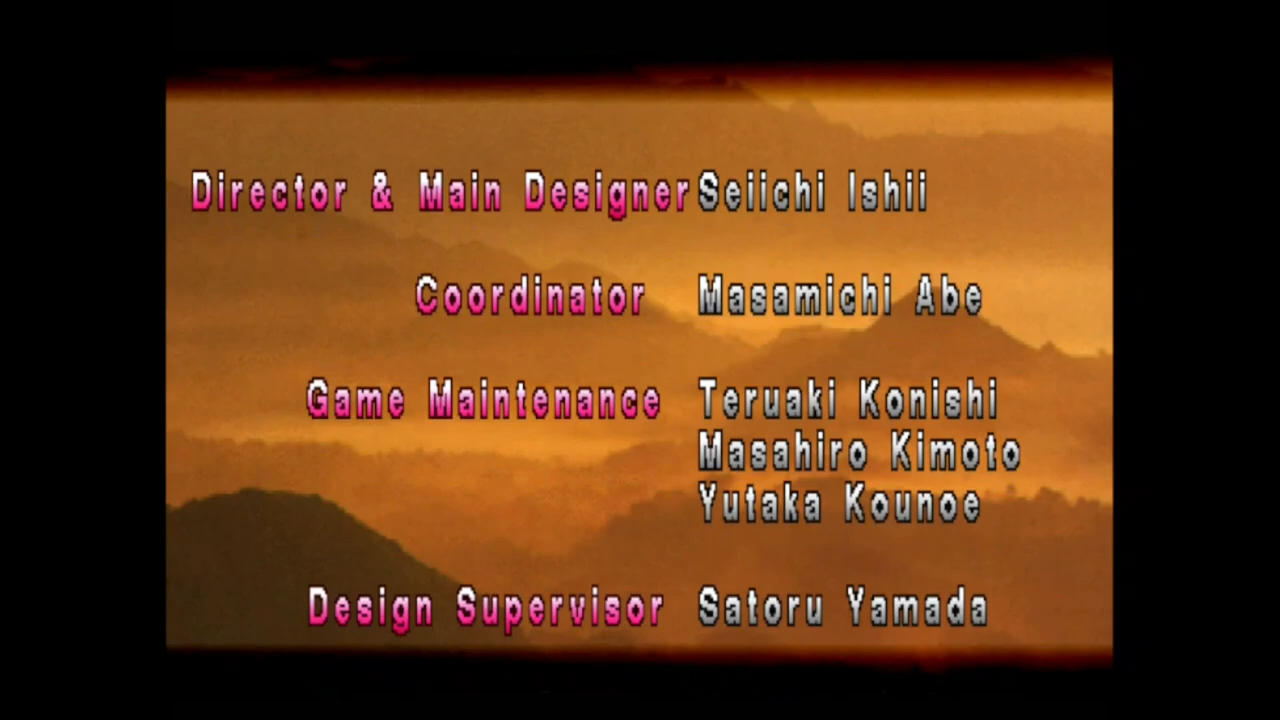 Director & Main Designer Seiichi Ishii
Coordinator Masamichi Abe
Game Maintenance Teruaki Konishi
Masahiro Kimoto
Yutaka Kounoe
Design Supervisor Satoru Yamada